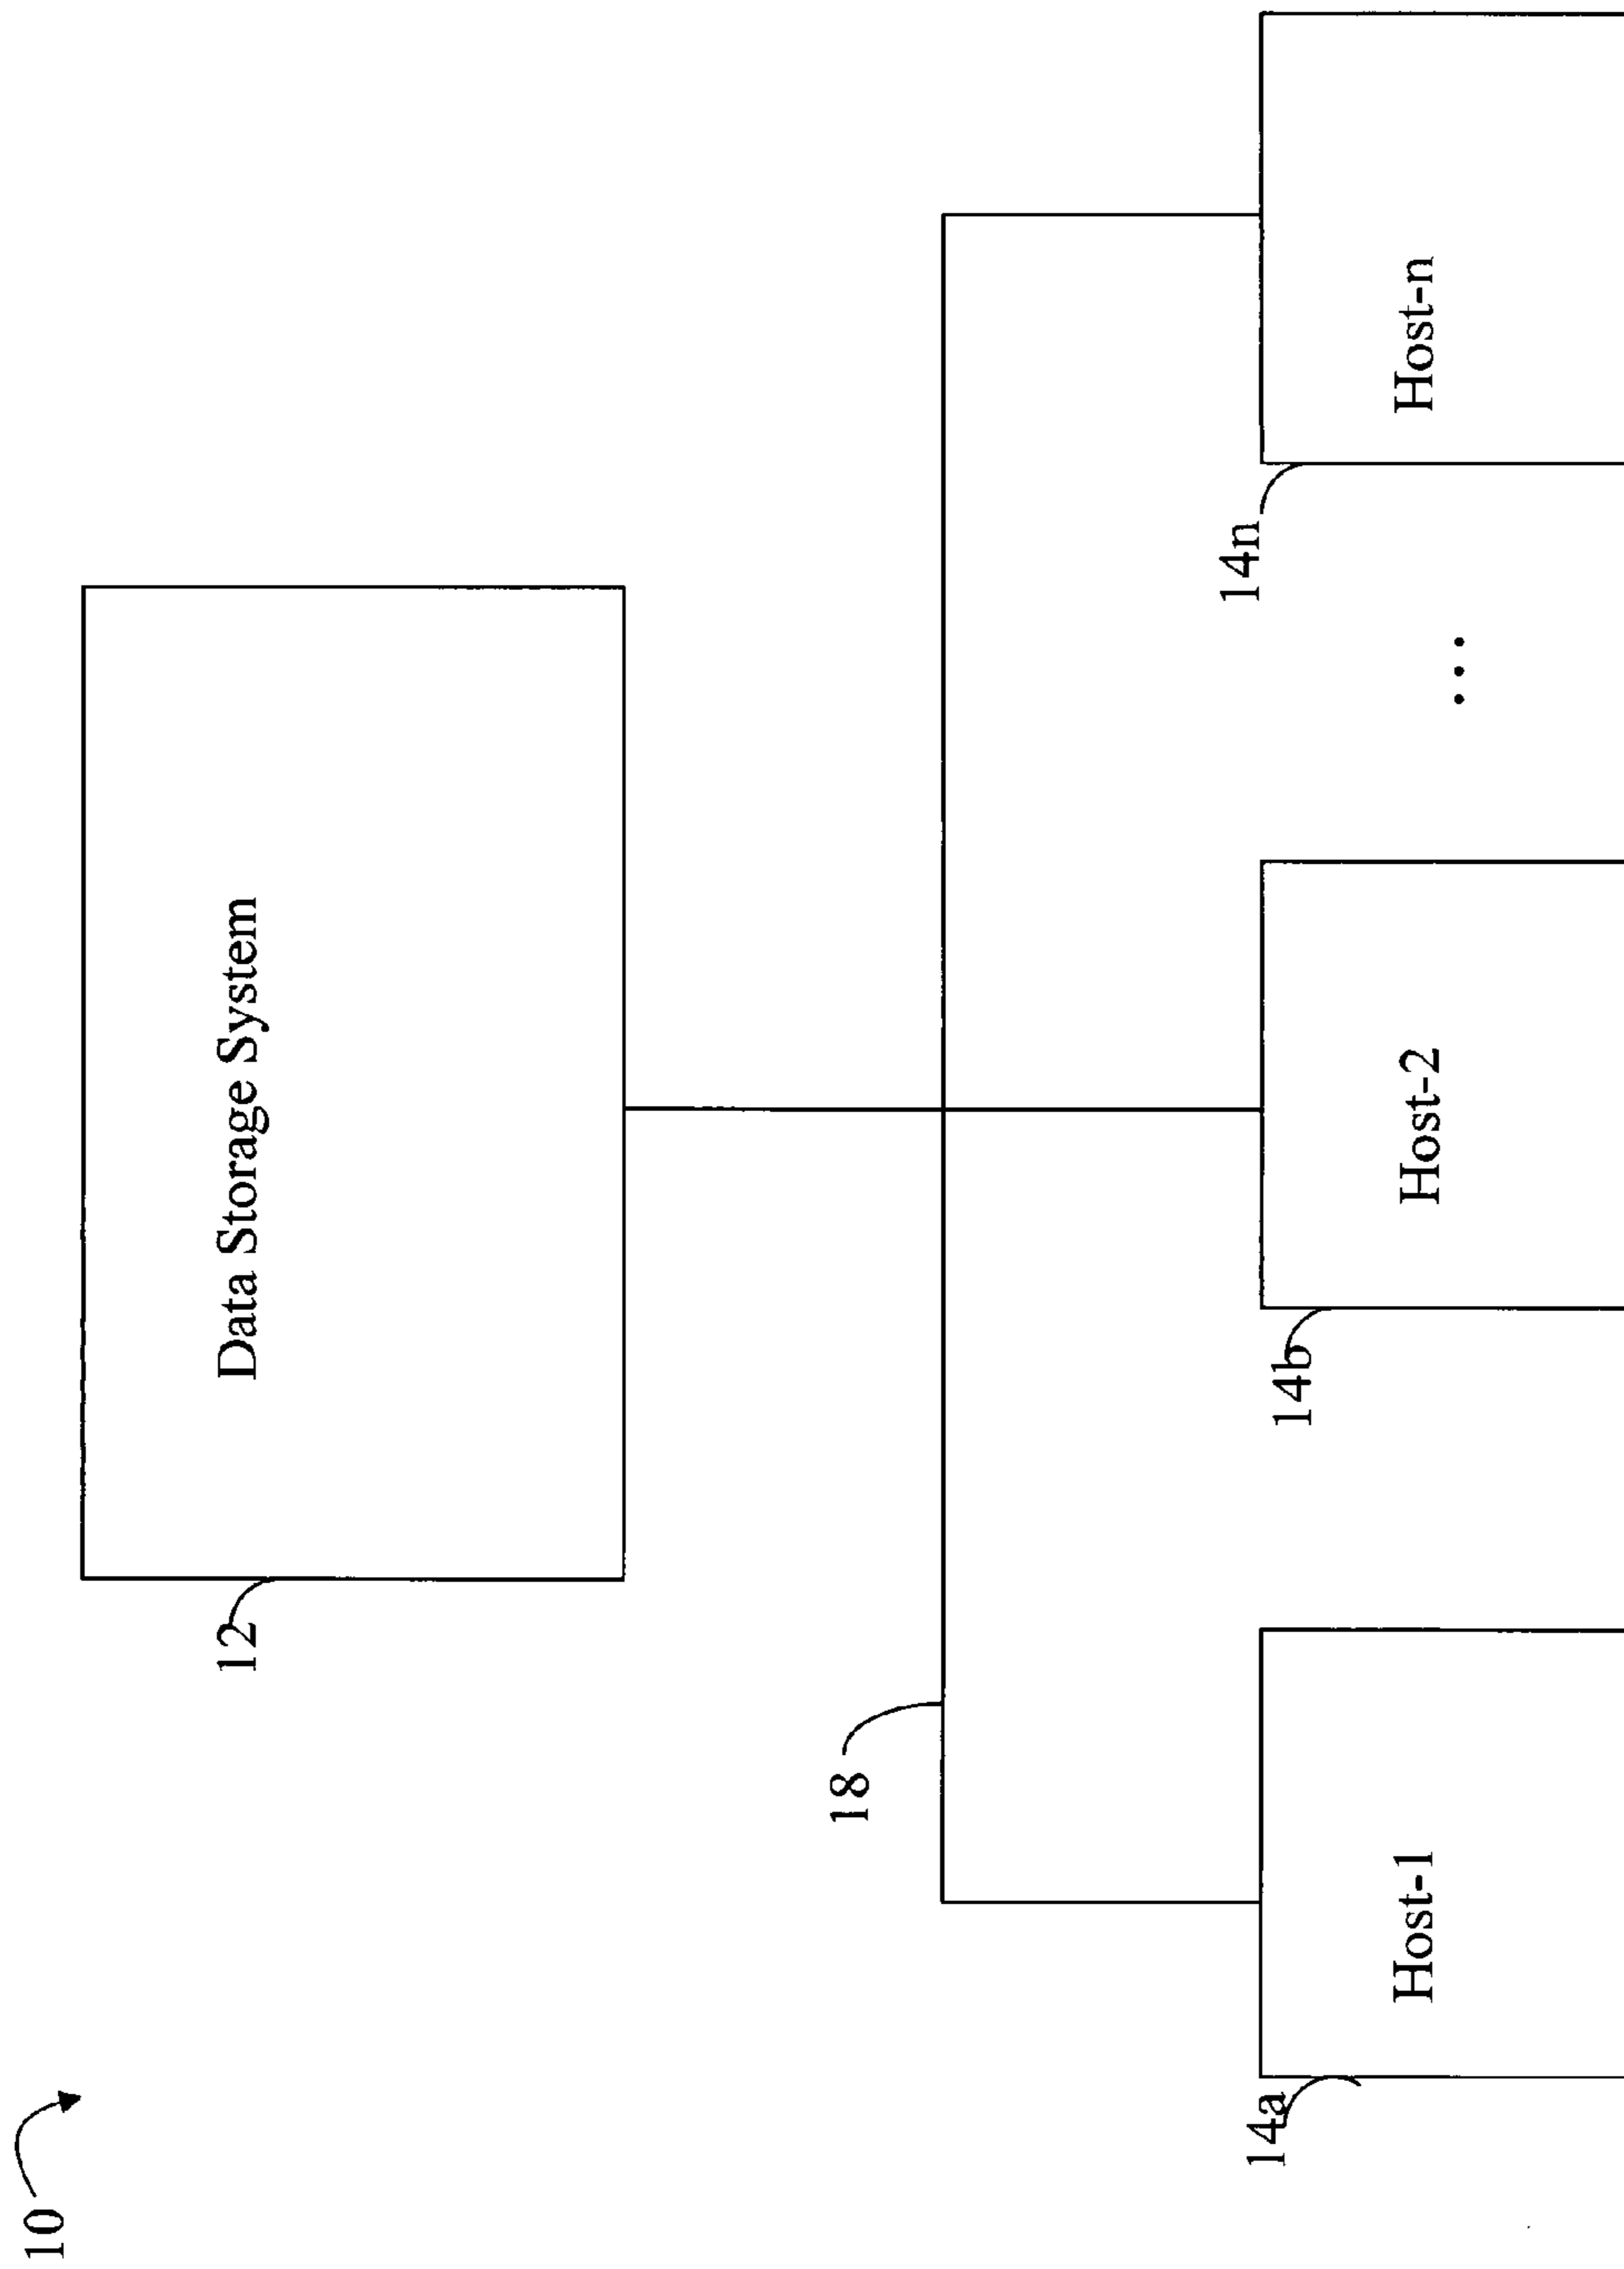 10
12
Data Storage System
18
14a
Host-1
14b
Host-2
...
14n
Host-n